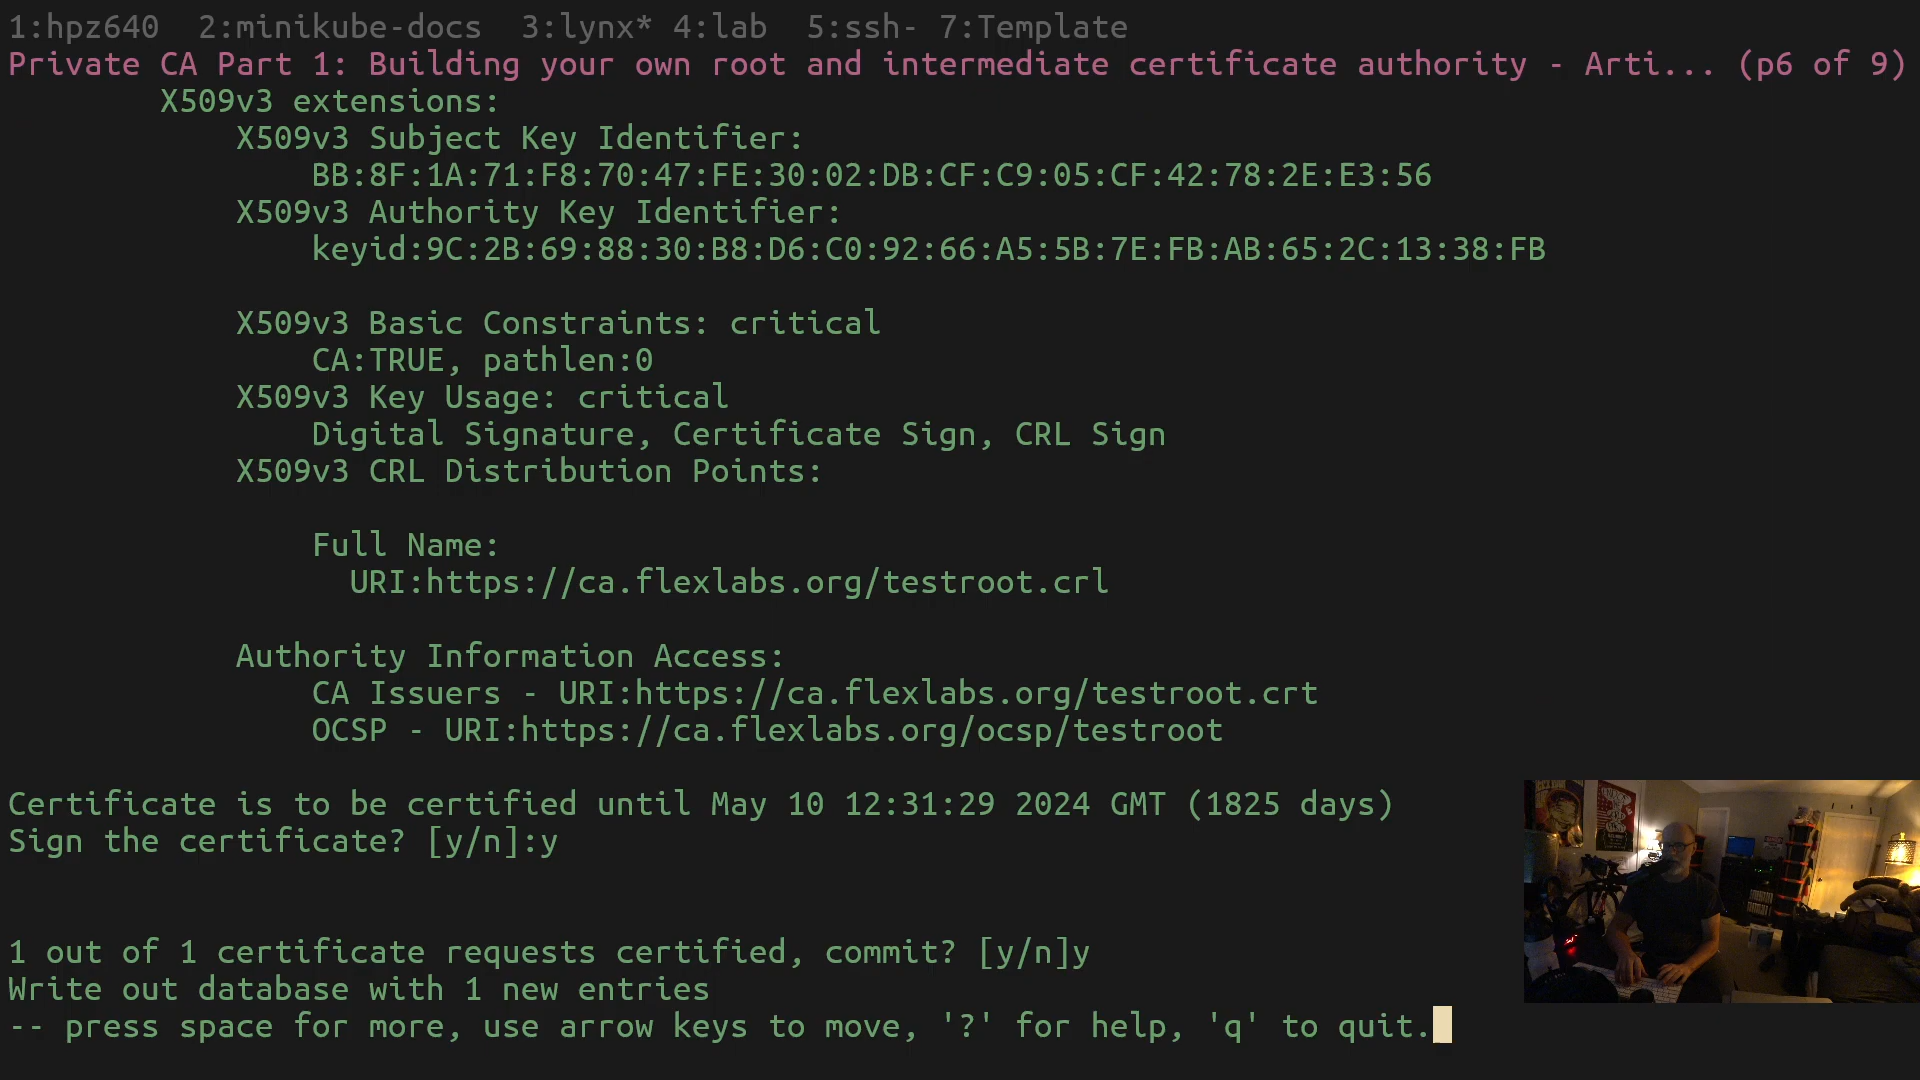 1:hpz640  2:minikube-docs  3:lynx* 4:lab  5:ssh- 7:Template
Private CA Part 1: Building your own root and intermediate certificate authority - Arti... (p6 of 9)
X509v3 extensions:
X509v3 Subject Key Identifier:
BB:8F:1A:71:F8:70:47:FE:30:02:DB:CF:C9:05:CF:42:78:2E:E3:56
X509v3 Authority Key Identifier:
keyid:9C:2B:69:88:30:B8:D6:C0:92:66:A5:5B:7E:FB:AB:65:2C:13:38:FB
X509v3 Basic Constraints: critical
CA:TRUE, pathlen:0
X509v3 Key Usage: critical
Digital Signature, Certificate Sign, CRL Sign
X509v3 CRL Distribution Points:
Full Name:
URI:https://ca.flexlabs.org/testroot.crl
Authority Information Access:
CA Issuers - URI:https://ca.flexlabs.org/testroot.crt
OCSP - URI:https://ca.flexlabs.org/ocsp/testroot
Certificate is to be certified until May 10 12:31:29 2024 GMT (1825 days)
Sign the certificate? [y/n]:y
1 out of 1 certificate requests certified, commit? [y/n]y
Write out database with 1 new entries
-- press space for more, use arrow keys to move, '?' for help, 'q' to quit.